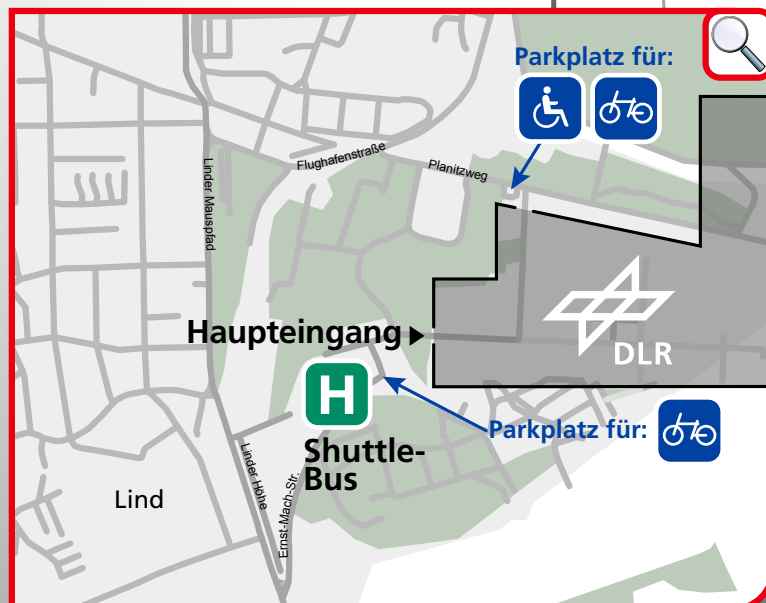 Parkplatz für:
Flughafenstraße
Planitzweg
Linder Mauspfad
Haupteingang
DLR
H
Parkplatz für:
Shuttle-
Bus
Linder Höhe
Ernst-Mach-Str.
Lind